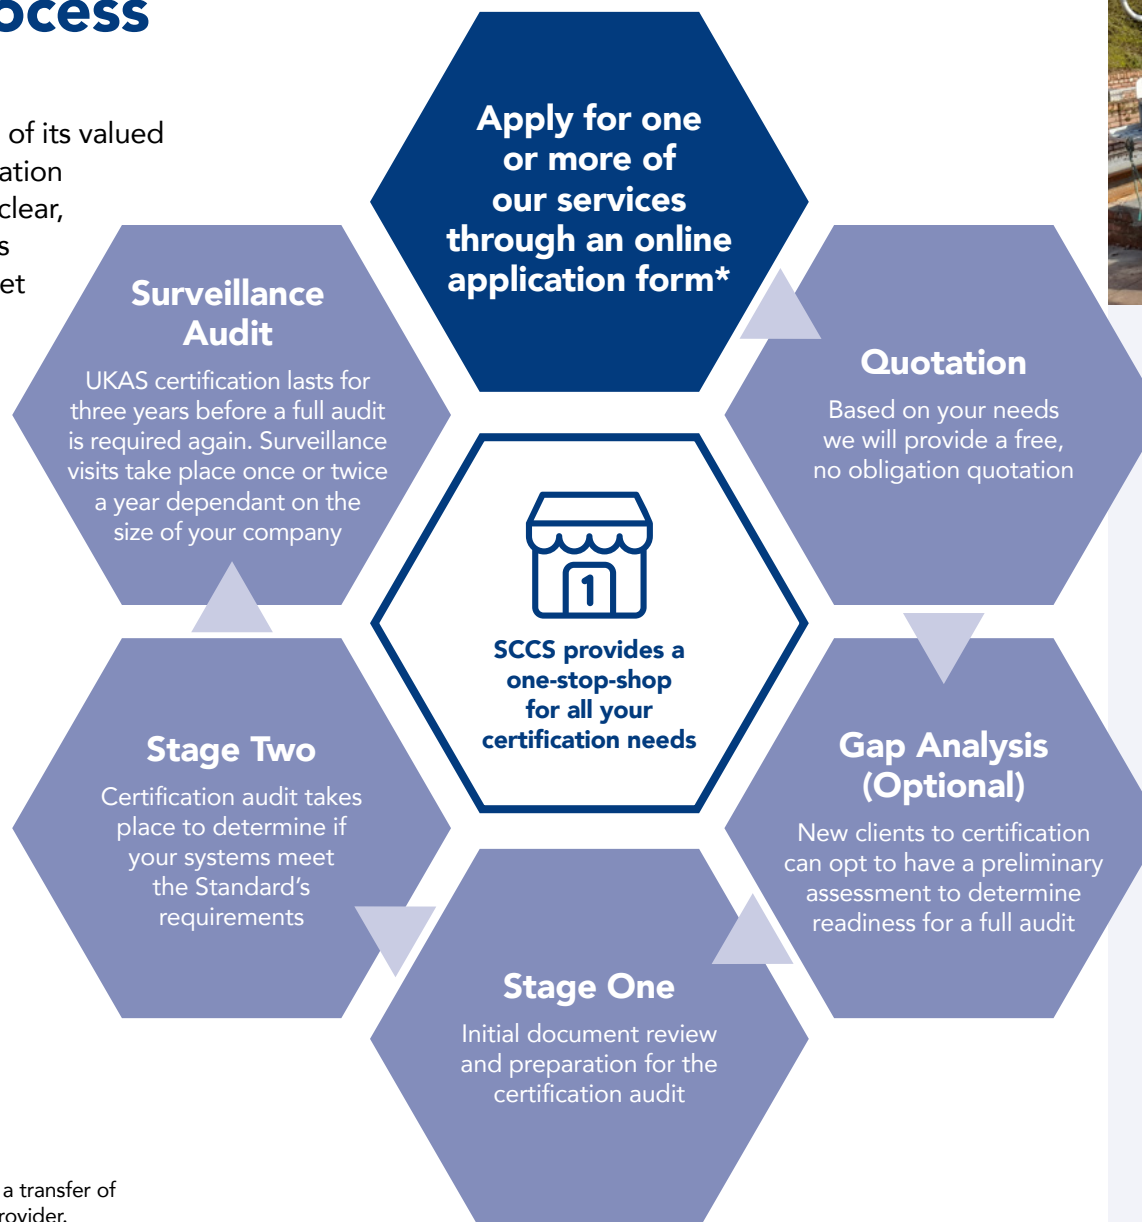 ocess
of its valued
ation
clear,
s
et
Apply for one
or more of
our services
through an online
application form*
Quotation
Based on your needs
we will provide a free,
no obligation quotation
Gap Analysis
(Optional)
New clients to certification
can opt to have a preliminary
assessment to determine
readiness for a full audit
Stage One
Initial document review
and preparation for the
certification audit
Stage Two
Certification audit takes
place to determine if
your systems meet
the Standard's
requirements
Surveillance
Audit
UKAS certification lasts for
three years before a full audit
is required again. Surveillance
visits take place once or twice
a year dependant on the
size of your company
1
SCCS provides a
one-stop-shop
for all your
certification needs
a transfer of
rovider.